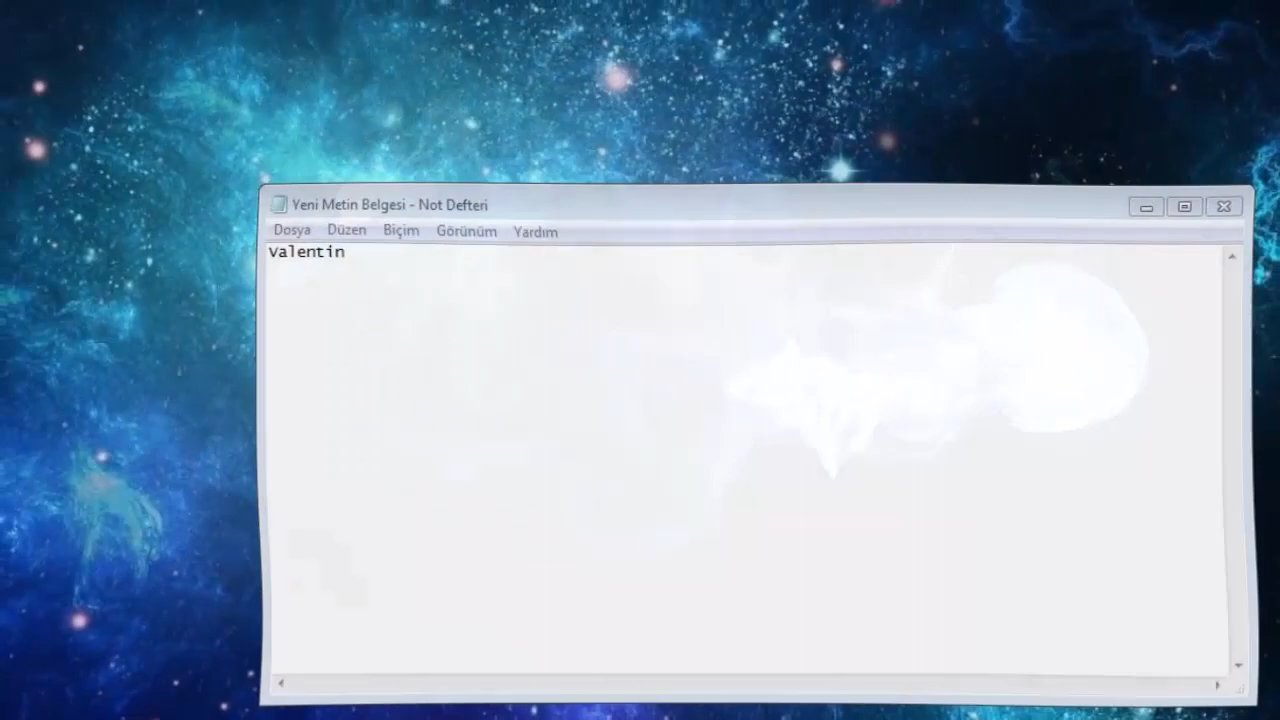 Yeni Metin Belgesi - Not Defteri
Dosya Düzen Biçim Görünüm Yardım
Valentin